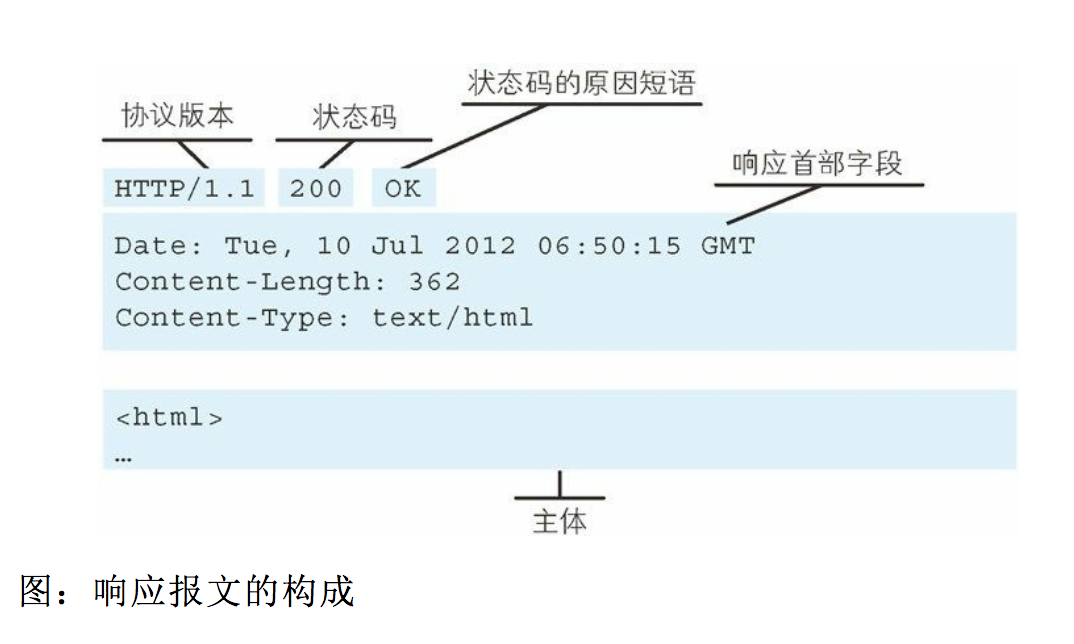 状态码的原因短语
协议版本 状态码
响应首部字段
HTTP/1.1 200 OK
Date: Tue, 10 Jul 2012 06:50:15 GMT
Content-Length: 362
Content-Type: text/html
<html>
…
主体
图：响应报文的构成